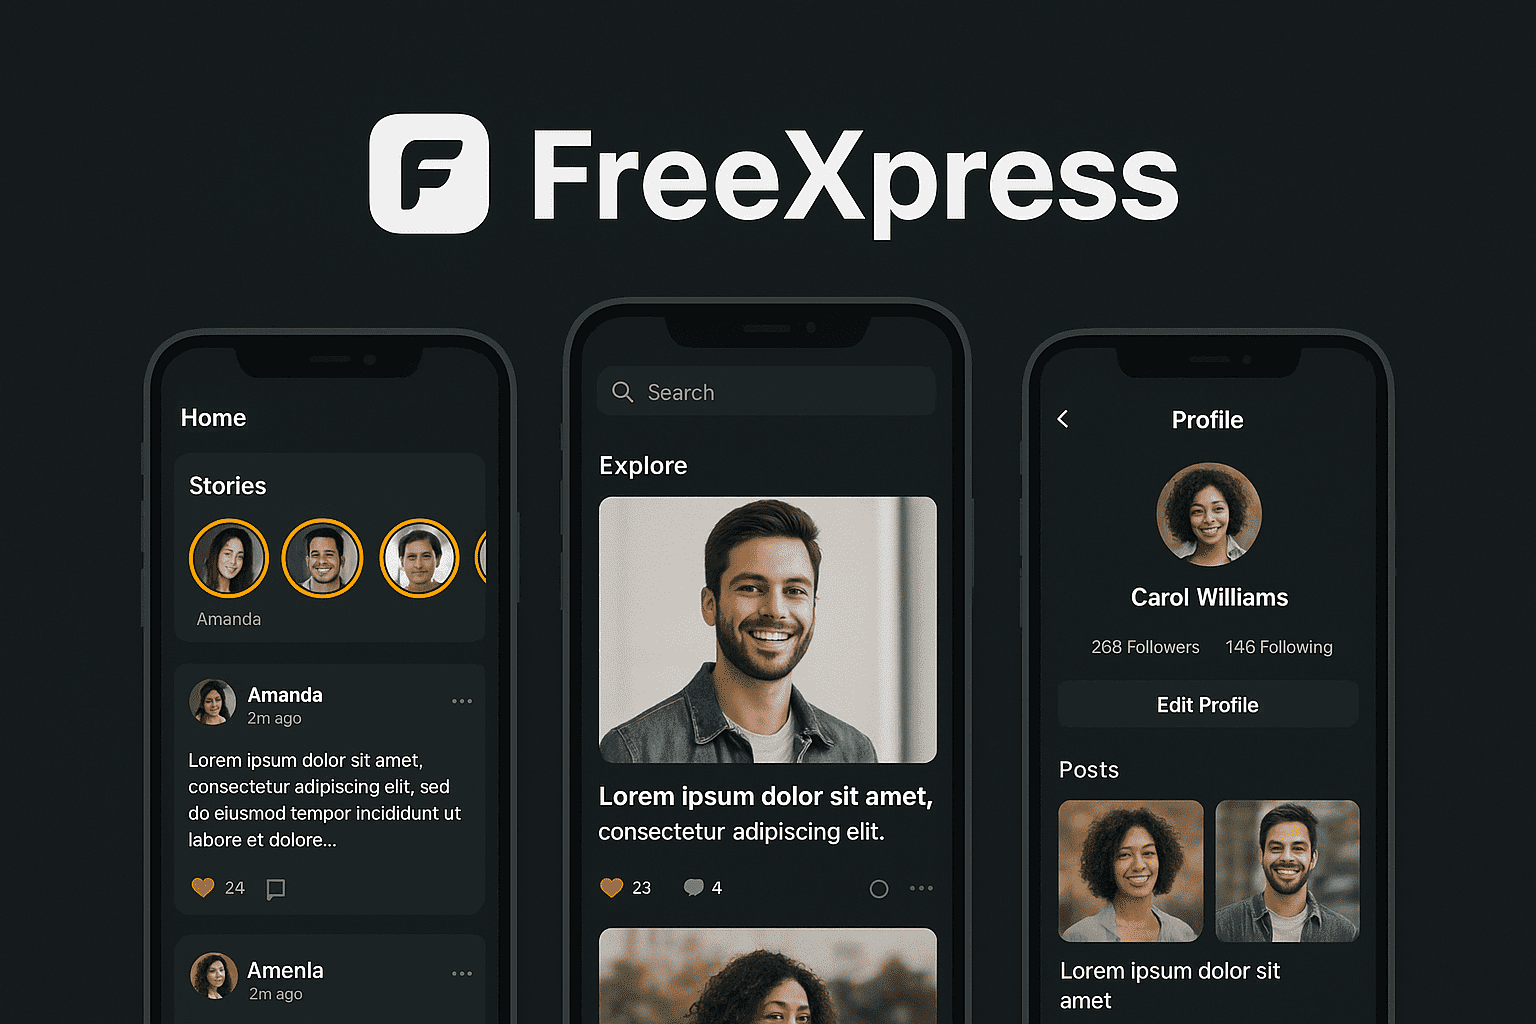 F FreeXpress
Home
Stories
Amanda
Amanda
2m ago
Lorem ipsum dolor sit amet,
consectetur adipiscing elit, sed
do eiusmod tempor incididunt ut
labore et dolore...
24
Amenla
2m ago
Search
Explore
Lorem ipsum dolor sit amet,
consectetur adipiscing elit.
23 4
Profile
Carol Williams
268 Followers 146 Following
Edit Profile
Posts
Lorem ipsum dolor sit
amet